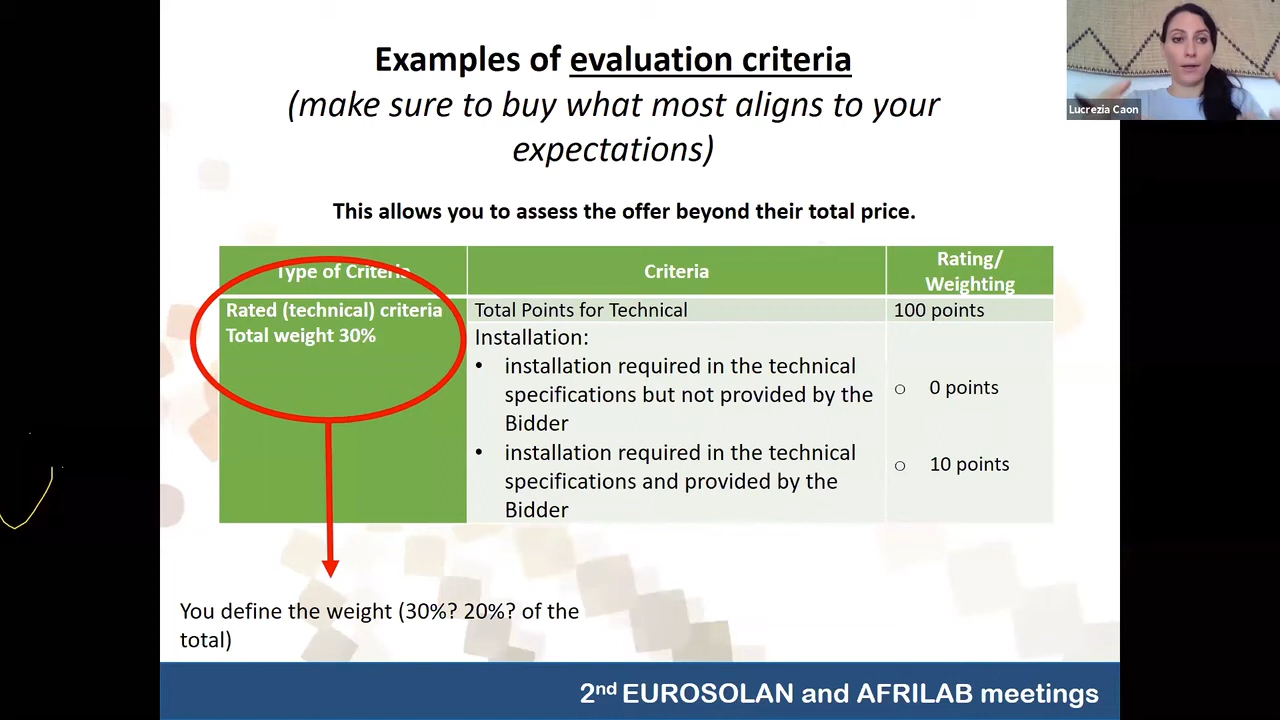 Examples of evaluation criteria
(make sure to buy what most aligns to your
expectations)
Lucrezia Caon
This allows you to assess the offer beyond their total price.
Type of Criteria
Criteria
Rating/
Weighting
Rated (technical) criteria
Total weight 30%
Total Points for Technical
100 points
Installation:
• installation required in the technical
specifications but not provided by the
Bidder
o 0 points
• installation required in the technical
specifications and provided by the
Bidder
o 10 points
You define the weight (30%? 20%? of the
total)
2nd EUROSOLAN and AFRILAB meetings